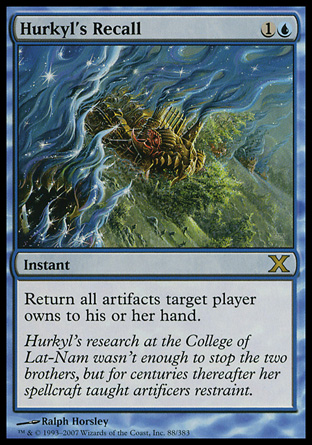 Hurkyl's Recall 1
Instant X
Return all artifacts target player
owns to his or her hand.
Hurkyl's research at the College of
Lat-Nam wasn't enough to stop the two
brothers, but for centuries thereafter her
spellcraft taught artificers restraint.
Ralph Horsley
™ & © 1993–2007 Wizards of the Coast, Inc. 88/383